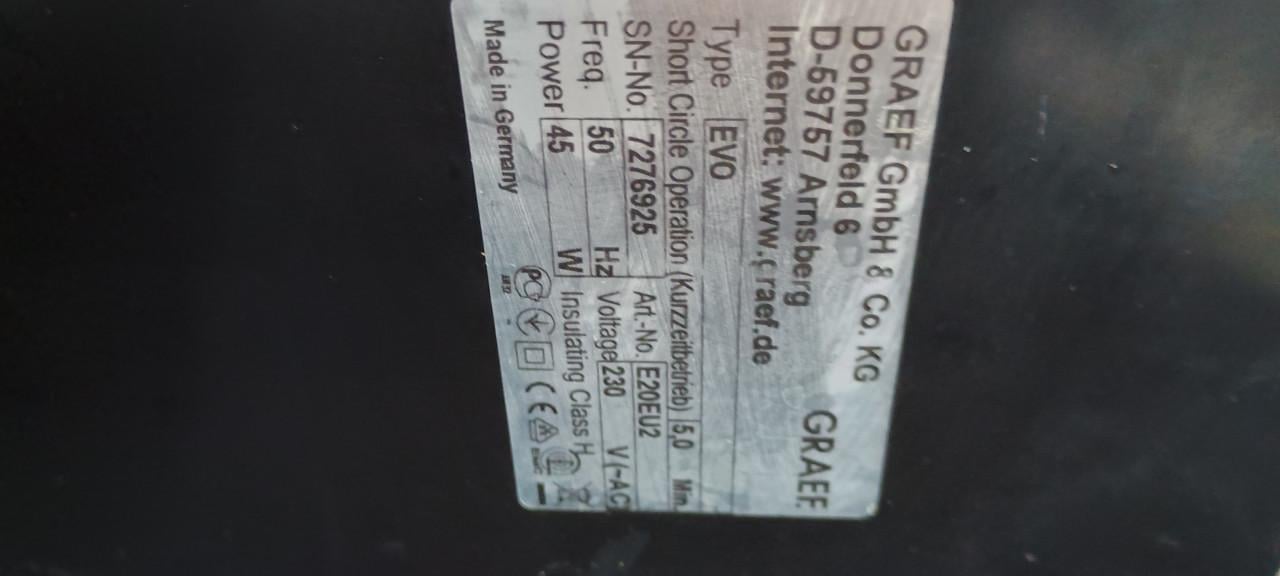 GRAEF GmbH & Co. KG
Donnerfeld 6
D-59757 Arnsberg
GRAEF.
Internet: www.graef.de
Type EVO
Short Circle Operation (Kurzzeitbetrieb) 5,0 Min.
SN-No. 7276925 Art.-No. E20EU2
Freq. 50 Hz Voltage 230 V(~AC
Power 45 W Insulating Class H
Made in Germany
CE